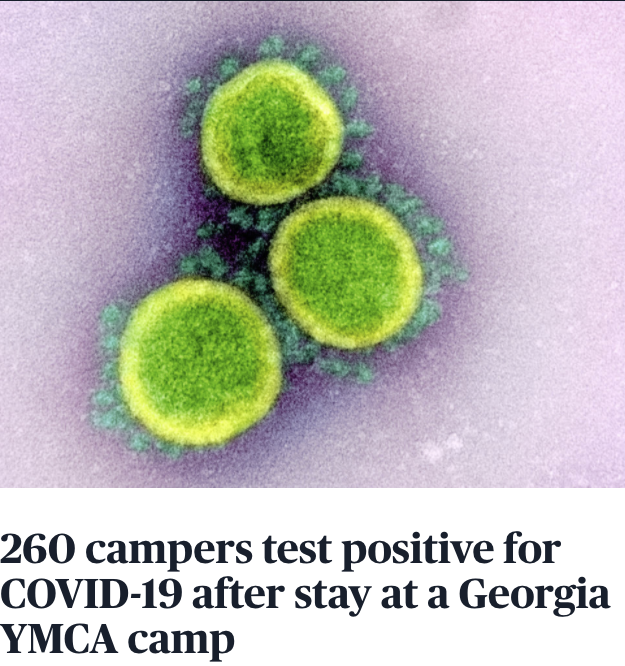 260 campers test positive for
COVID-19 after stay at a Georgia
YMCA camp